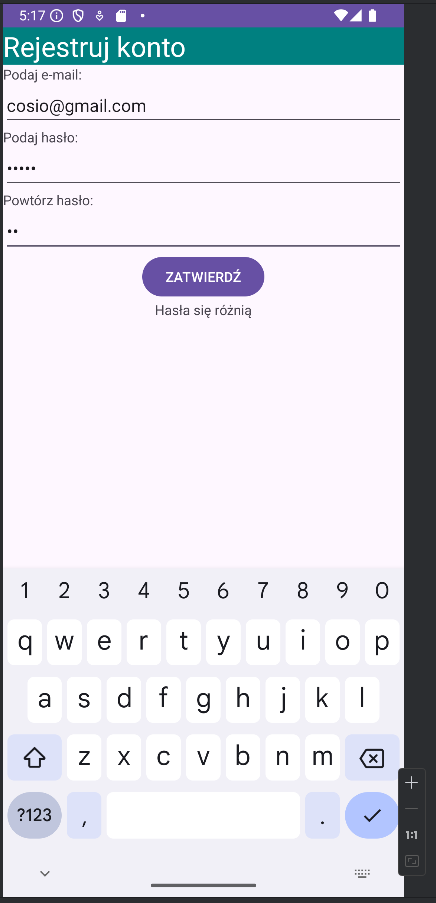 5:17
Rejestruj konto
Podaj e-mail:
cosio@gmail.com
Podaj hasło:
•••••
Powtórz hasło:
••
ZATWIERDŹ
Hasła się różnią
1 2 3 4 5 6 7 8 9 0
q w e r t y u i o p
a s d f g h j k l
z x c v b n m
?123 , .
1:1